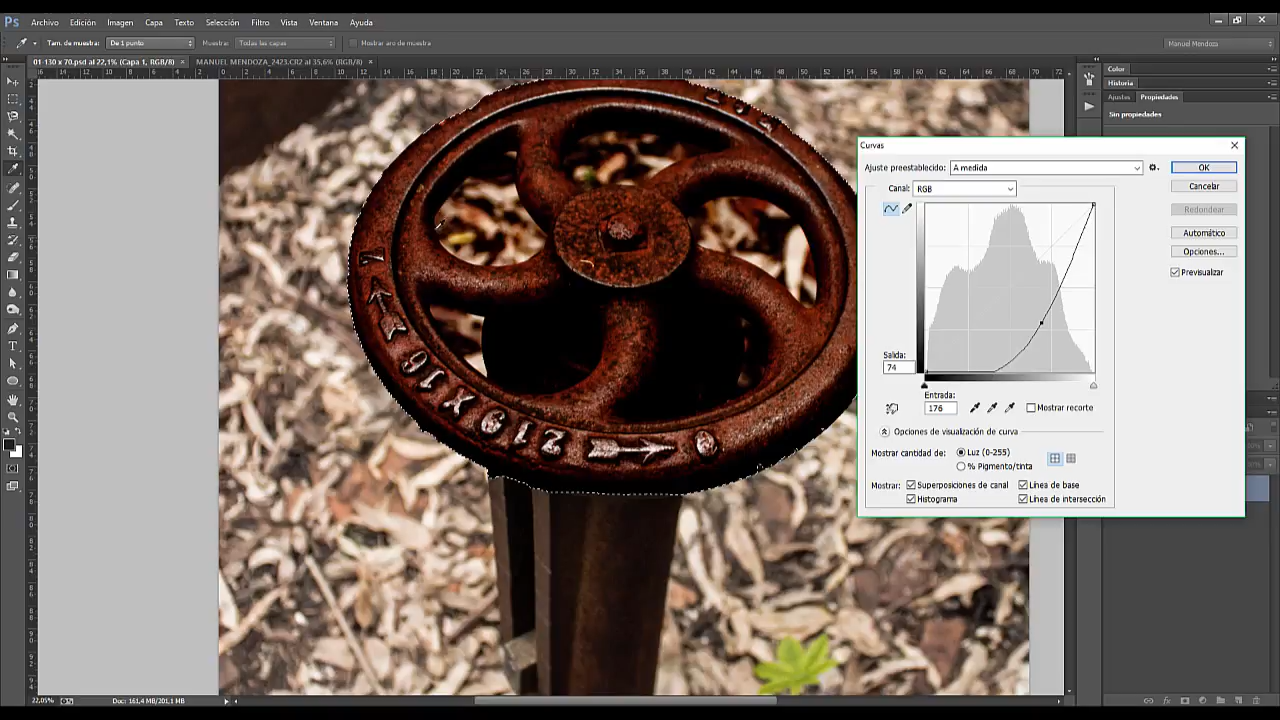 Ps Archivo Edición Imagen Capa Texto Selección Filtro Vista Ventana Ayuda
Tam. de muestra: De 1 punto Muestra: Todas las capas Mostrar aro de muestra Manuel Mendoza
01-130 x 70.psd al 22,1% (Capa 1, RGB/8) × MANUEL MENDOZA_2423.CR2 al 35,6% (RGB/8) ×
Color
Historia
Ajustes Propiedades
Sin propiedades
Curvas
Ajuste preestablecido: A medida OK
Canal: RGB Cancelar
Redondear
Automático
Opciones...
Previsualizar
Salida:
74
Entrada:
176 Mostrar recorte
Opciones de visualización de curva
Mostrar cantidad de: Luz (0-255)
% Pigmento/tinta
Mostrar: Superposiciones de canal Línea de base
Histograma Línea de intersección
22,05% Doc: 161,4 MB/201,1 MB